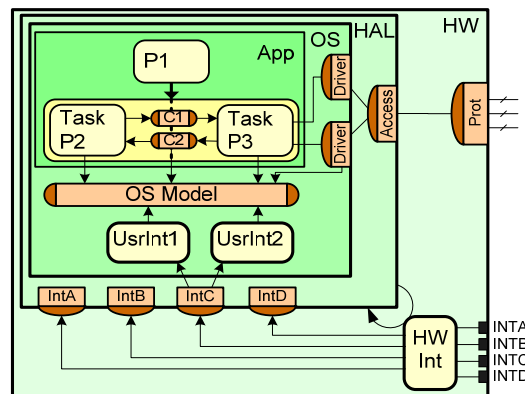 HW
HAL
OS
App
P1
Driver
Access
Prot
Task
P2
C1
C2
Task
P3
Driver
OS Model
UsrInt1
UsrInt2
IntA
IntB
IntC
IntD
HW
Int
INTA
INTB
INTC
INTD